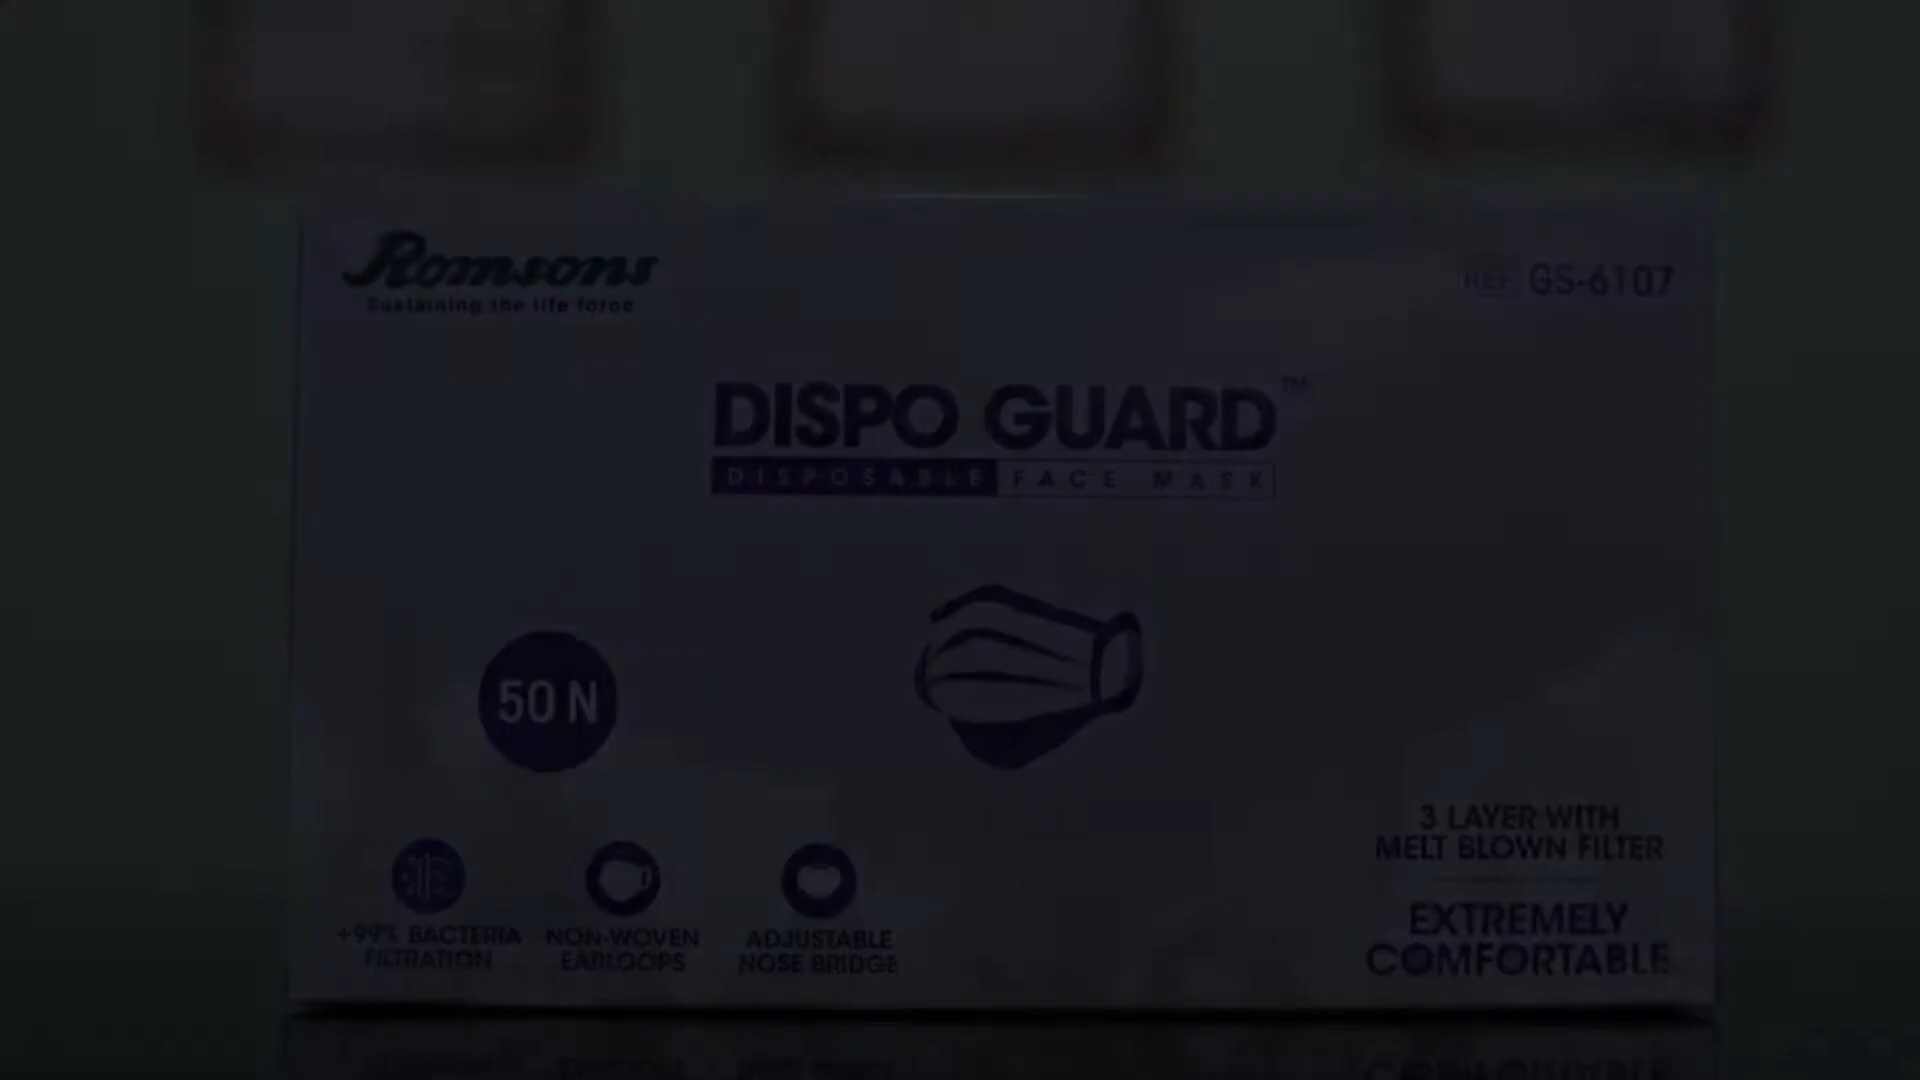 Romsons
Sustaining the life force
REF GS-6107
DISPO GUARD™
DISPOSABLE FACE MASK
50 N
3 LAYER WITH
MELT BLOWN FILTER
EXTREMELY
COMFORTABLE
+99% BACTERIA
FILTRATION
NON-WOVEN
EARLOOPS
ADJUSTABLE
NOSE BRIDGE